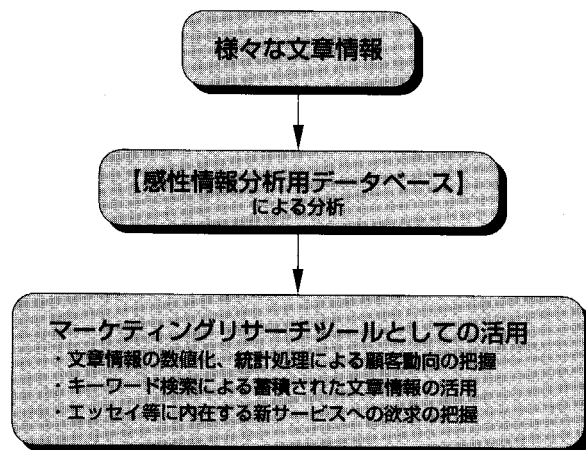 様々な文章情報
【感性情報分析用データベース】
による分析
マーケティングリサーチツールとしての活用
・文章情報の数値化、統計処理による顧客動向の把握
・キーワード検索による蓄積された文章情報の活用
・エッセイ等に内在する新サービスへの欲求の把握